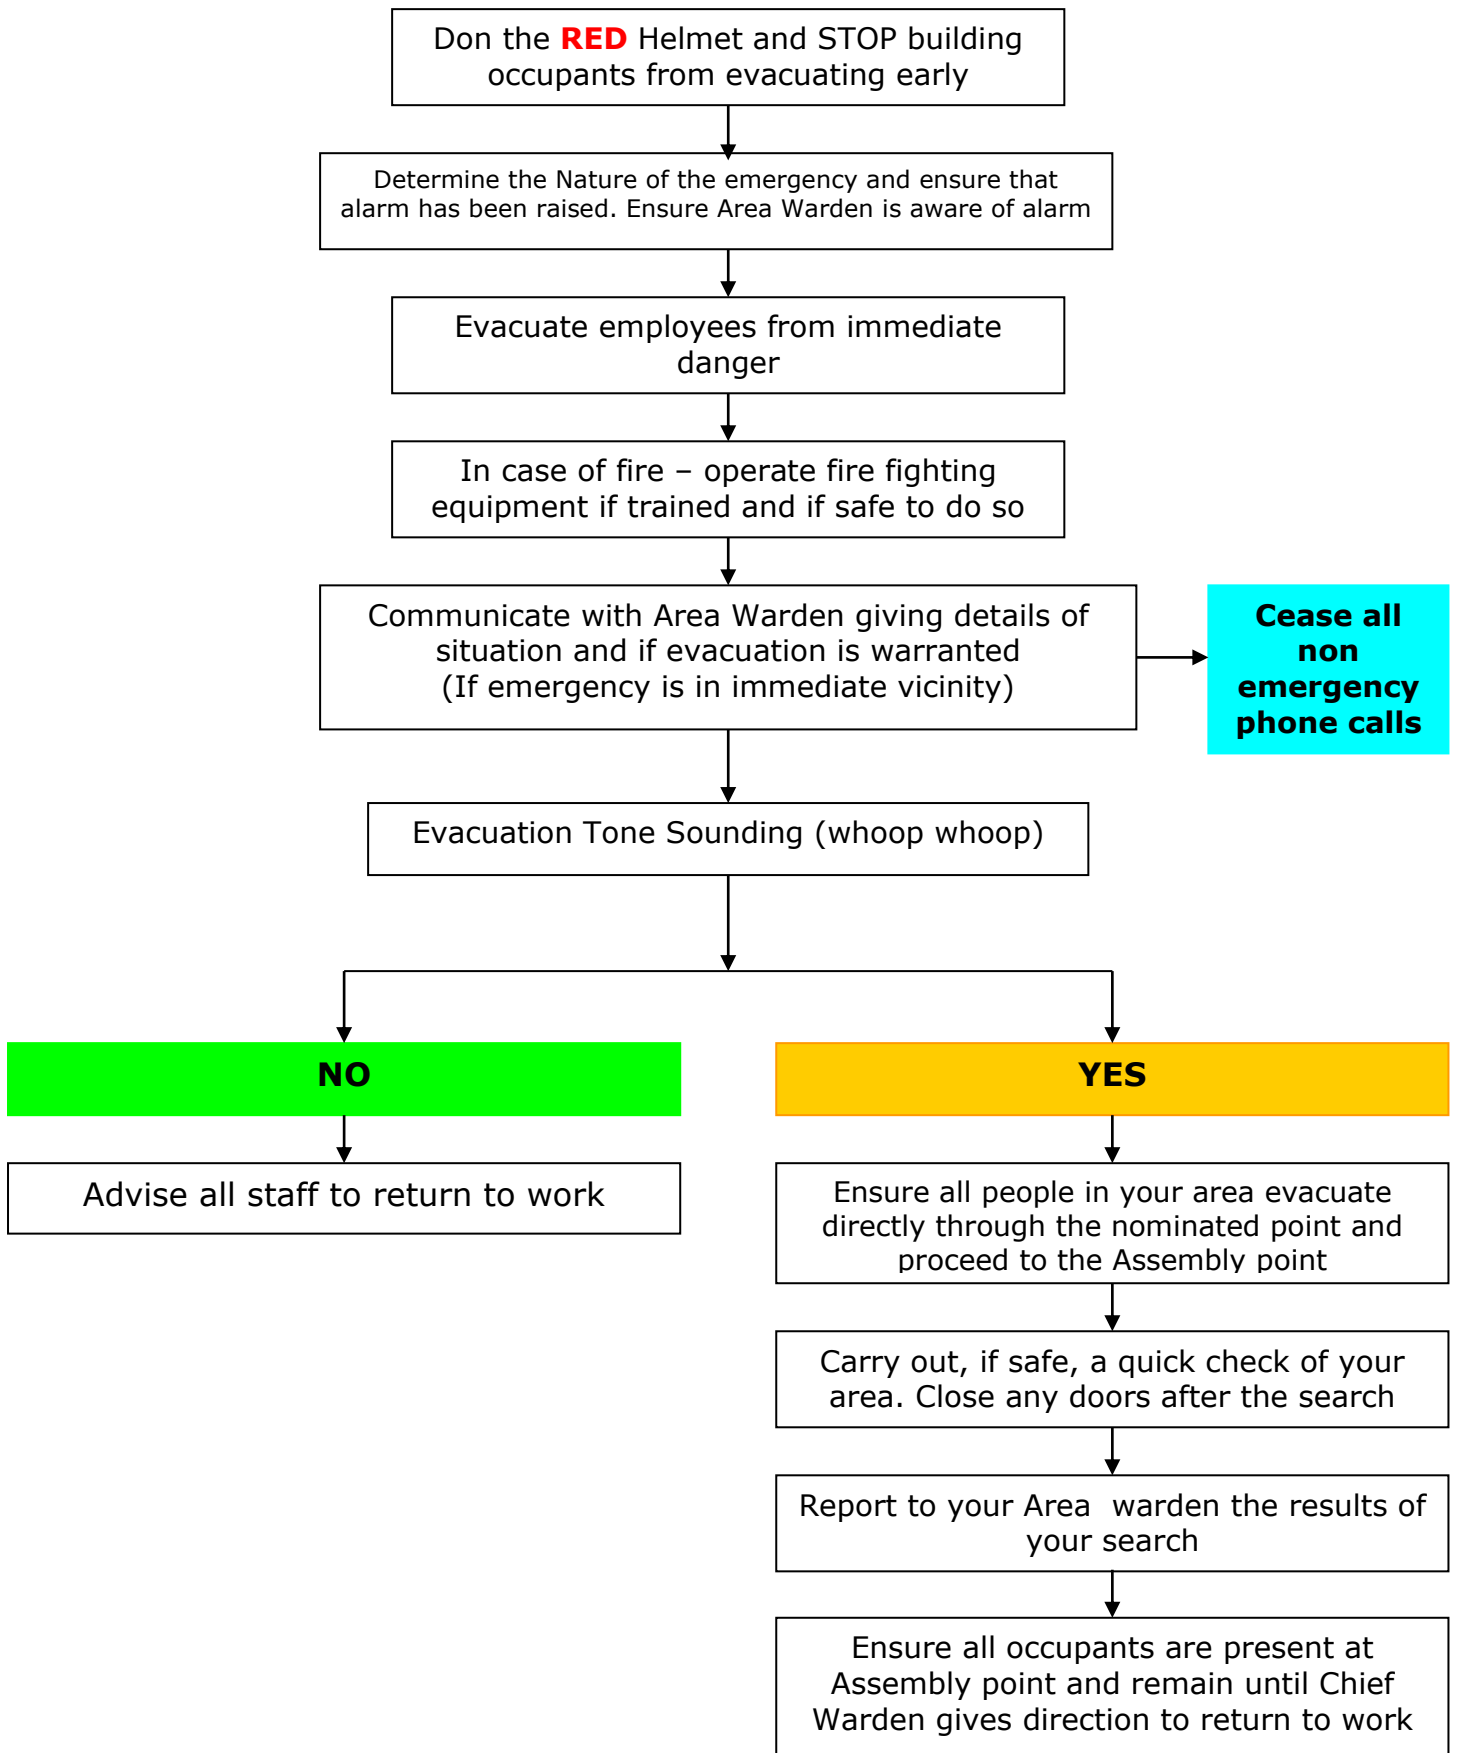 Don the RED Helmet and STOP building
occupants from evacuating early
Determine the Nature of the emergency and ensure that
alarm has been raised. Ensure Area Warden is aware of alarm
Evacuate employees from immediate
danger
In case of fire – operate fire fighting
equipment if trained and if safe to do so
Communicate with Area Warden giving details of
situation and if evacuation is warranted
(If emergency is in immediate vicinity)
Cease all
non
emergency
phone calls
Evacuation Tone Sounding (whoop whoop)
NO
Advise all staff to return to work
YES
Ensure all people in your area evacuate
directly through the nominated point and
proceed to the Assembly point
Carry out, if safe, a quick check of your
area. Close any doors after the search
Report to your Area  warden the results of
your search
Ensure all occupants are present at
Assembly point and remain until Chief
Warden gives direction to return to work